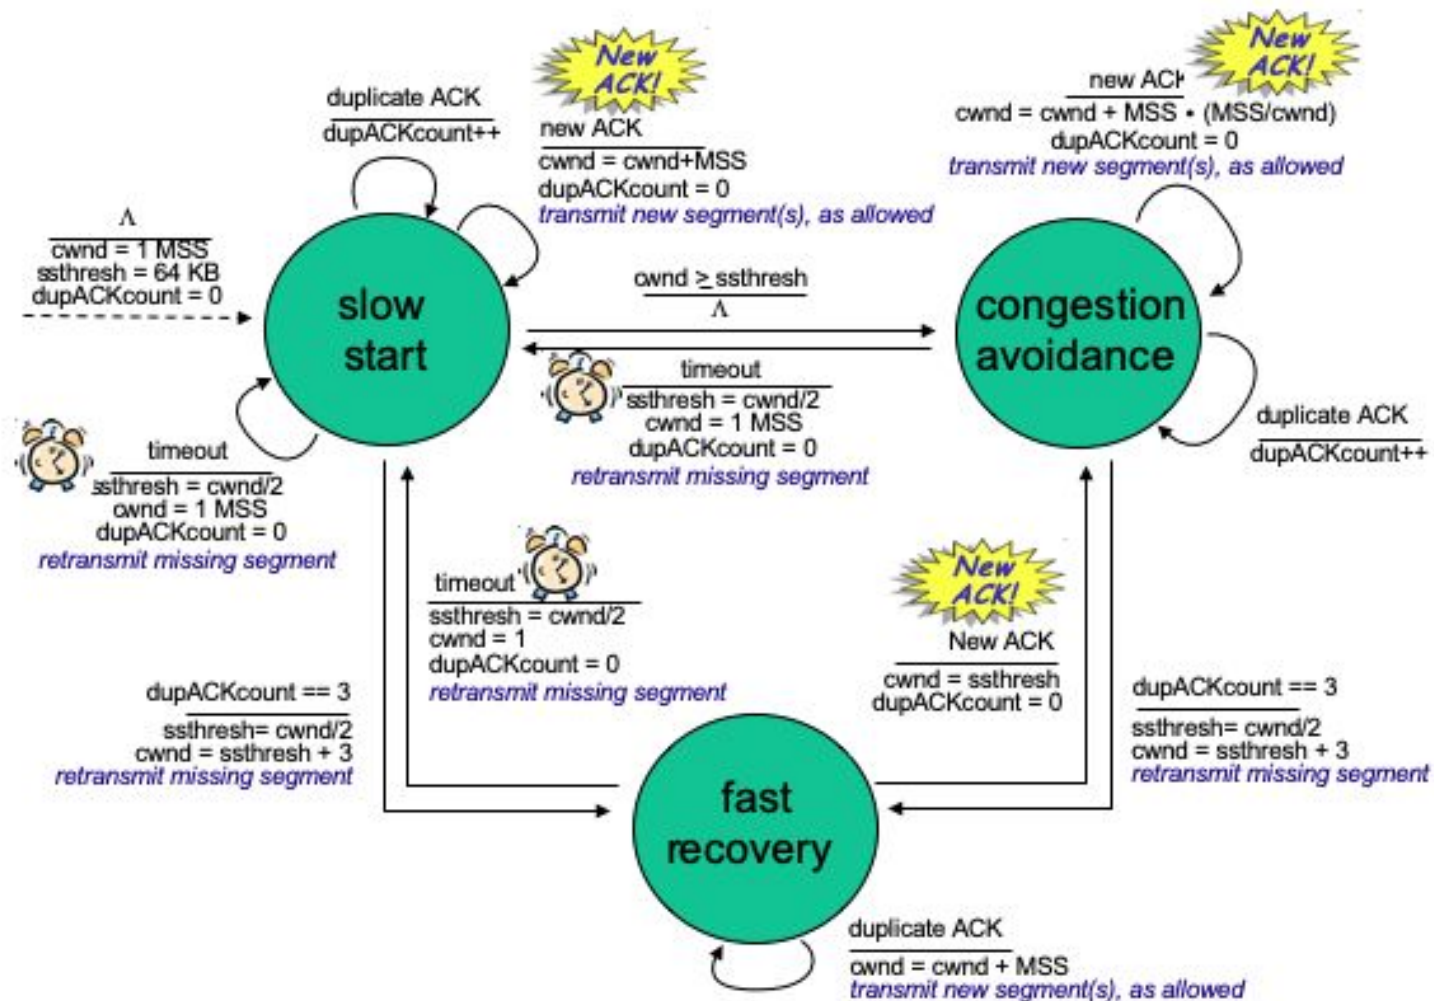 New
ACK!
duplicate ACK
dupACKcount++
new ACK
cwnd = cwnd+MSS
dupACKcount = 0
transmit new segment(s), as allowed
New
ACK!
new ACK
cwnd = cwnd + MSS • (MSS/cwnd)
dupACKcount = 0
transmit new segment(s), as allowed
Λ
cwnd = 1 MSS
ssthresh = 64 KB
dupACKcount = 0
slow
start
cwnd ≥ ssthresh
Λ
congestion
avoidance
timeout
ssthresh = cwnd/2
cwnd = 1 MSS
dupACKcount = 0
retransmit missing segment
duplicate ACK
dupACKcount++
timeout
ssthresh = cwnd/2
cwnd = 1 MSS
dupACKcount = 0
retransmit missing segment
timeout
ssthresh = cwnd/2
cwnd = 1
dupACKcount = 0
retransmit missing segment
New
ACK!
New ACK
cwnd = ssthresh
dupACKcount = 0
dupACKcount == 3
ssthresh= cwnd/2
cwnd = ssthresh + 3
retransmit missing segment
dupACKcount == 3
ssthresh= cwnd/2
cwnd = ssthresh + 3
retransmit missing segment
fast
recovery
duplicate ACK
cwnd = cwnd + MSS
transmit new segment(s), as allowed